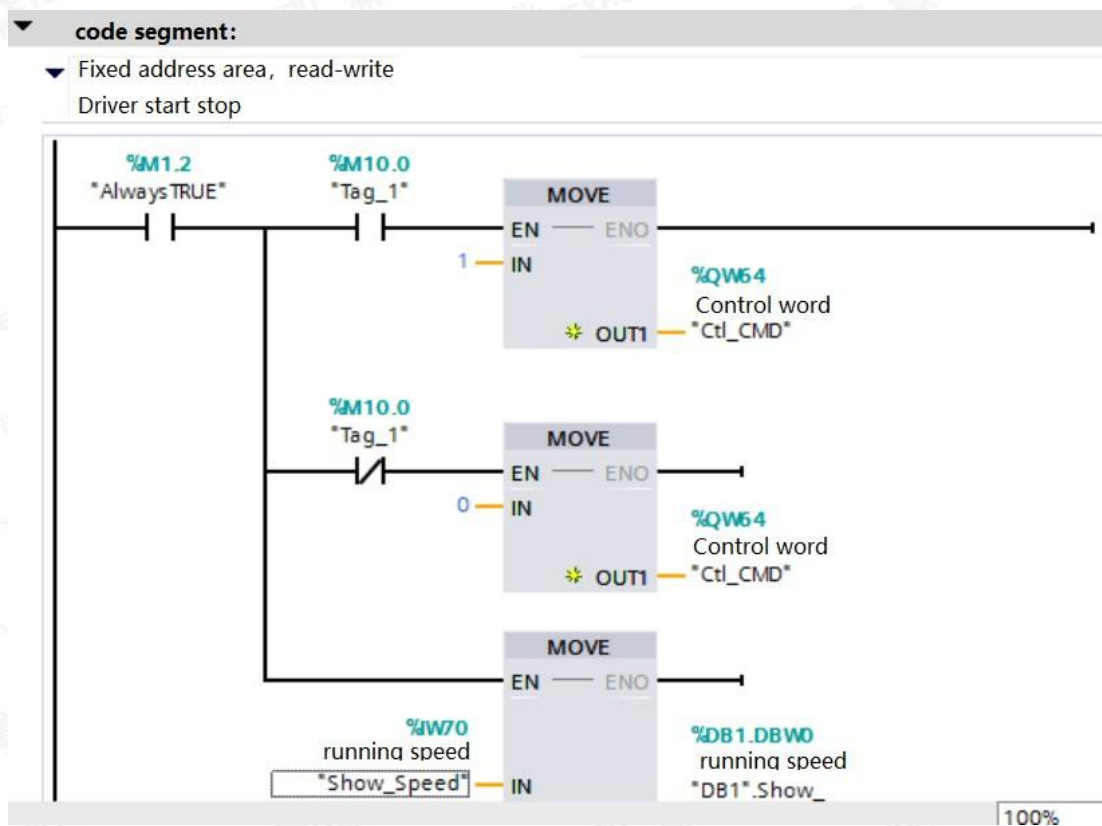 code segment:
Fixed address area, read-write
Driver start stop
%M1.2
"AlwaysTRUE"
%M10.0
"Tag_1"
MOVE
EN
ENO
1
IN
OUT1
%QW64
Control word
"Ctl_CMD"
%M10.0
"Tag_1"
MOVE
EN
ENO
0
IN
OUT1
%QW64
Control word
"Ctl_CMD"
MOVE
EN
ENO
%IW70
running speed
"Show_Speed"
IN
%DB1.DBW0
running speed
"DB1".Show_
100%